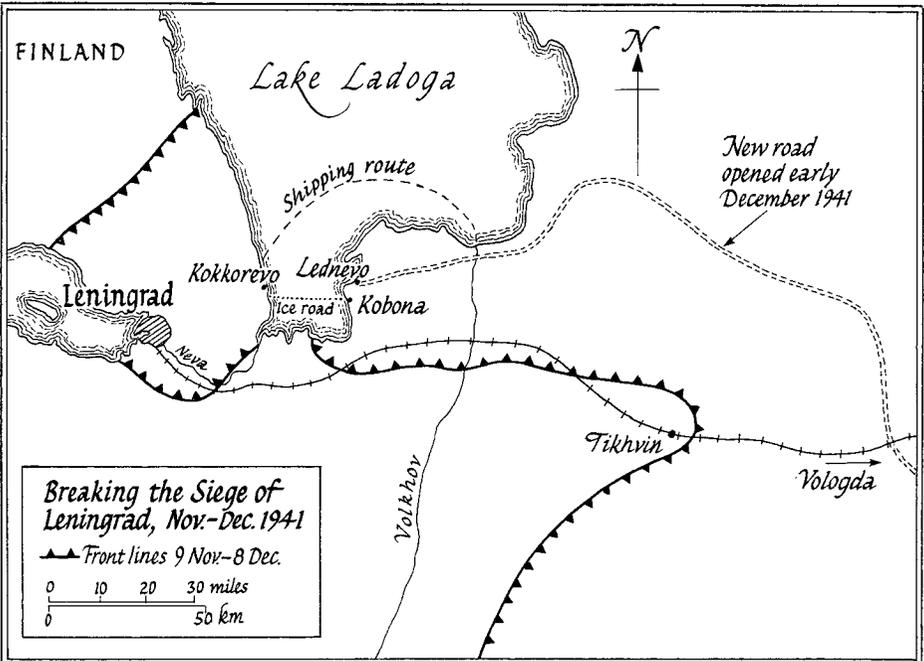 FINLAND
Lake Ladoga
N
New road
opened early
December 1941
Shipping route
Kokkorevo
Lednevo
Leningrad
Ice road
Kobona
Neva
Tikhvin
Vologda
Volkhov
Breaking the Siege of
Leningrad, Nov.-Dec. 1941
Front lines 9 Nov.-8 Dec.
0 10 20 30 miles
0 50 km